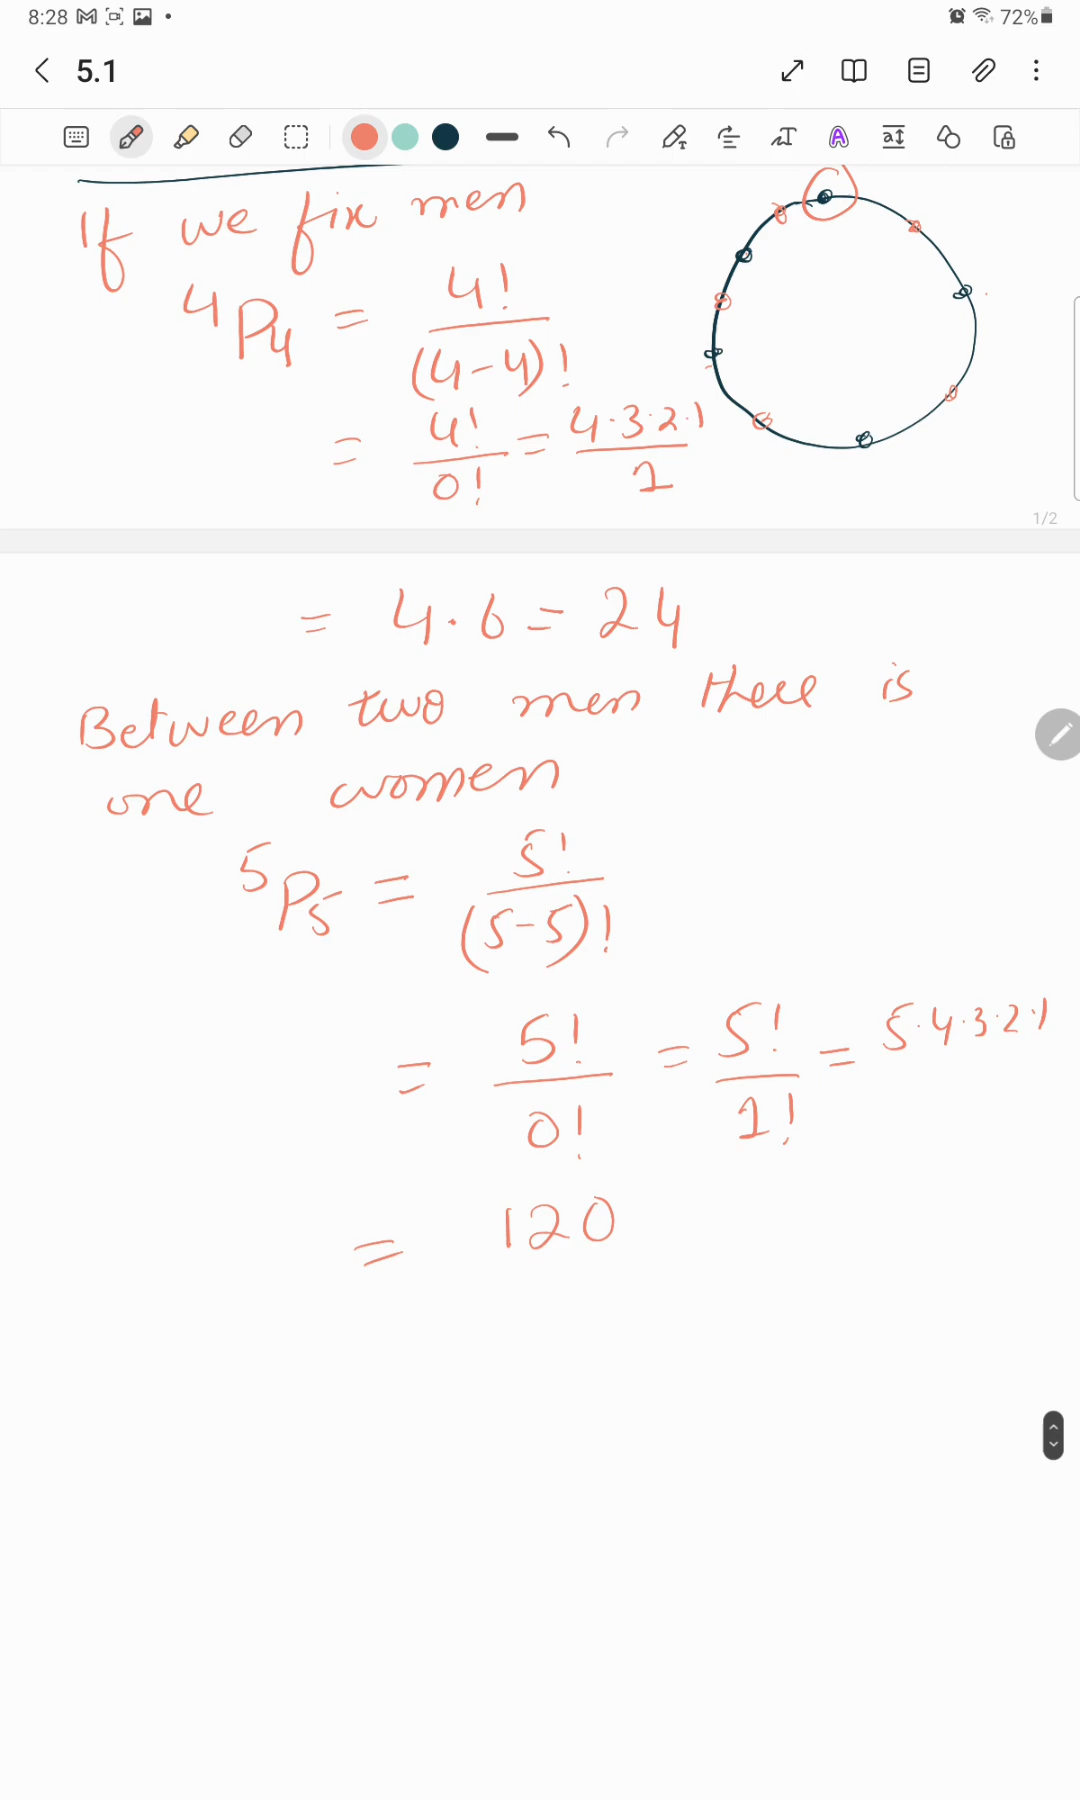 8:28 72%
5.1
If we fix men
⁴P₄ = 4! / (4-4)!
= 4! / 0! = 4·3·2·1 / 1
1/2
= 4·6 = 24
Between two men there is
one women
⁵P₅ = 5! / (5-5)!
= 5! / 0! = 5! / 1! = 5·4·3·2·1
= 120